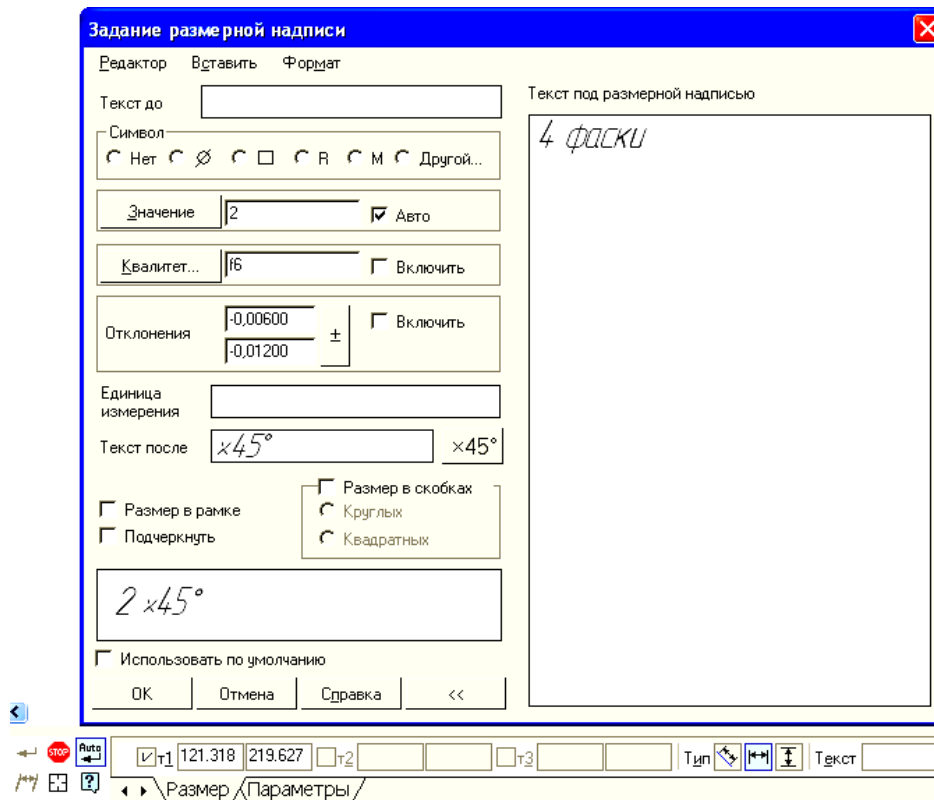 Задание размерной надписи
Редактор Вставить Формат
Текст до
Текст под размерной надписью
4 фаски
Символ
Нет Ø □ R M Другой...
Значение 2 Авто
Квалитет... f6 Включить
Отклонения -0,00600 ± Включить
-0,01200
Единица
измерения
Текст после ×45° ×45°
Размер в скобках
Размер в рамке Круглых
Подчеркнуть Квадратных
2 ×45°
Использовать по умолчанию
OK Отмена Справка <<
STOP Auto т1 121.318 219.627 т2 т3 Тип Текст
Размер Параметры